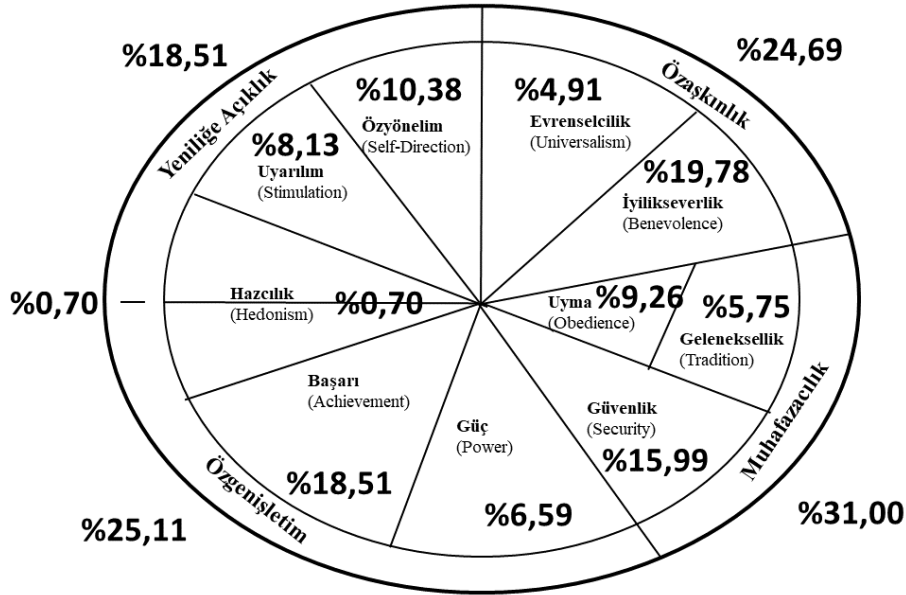 %18,51
%24,69
Yeniliğe Açıklık
Özaşkınlık
%10,38
Özyönelim
(Self-Direction)
%4,91
Evrenselcilik
(Universalism)
%8,13
Uyarılım
(Stimulation)
%19,78
İyilikseverlik
(Benevolence)
%0,70
Hazcılık
(Hedonism)
%0,70
Uyma
(Obedience)
%9,26
%5,75
Geleneksellik
(Tradition)
Başarı
(Achievement)
%18,51
Güç
(Power)
%6,59
Güvenlik
(Security)
%15,99
Özgenişletim
Muhafazacılık
%25,11
%31,00